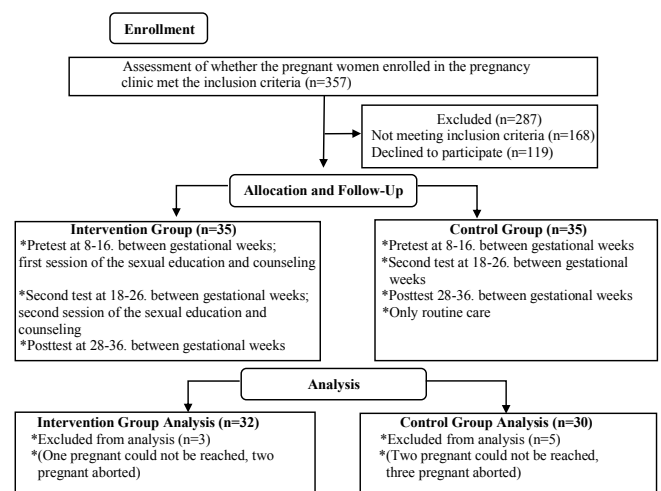 Enrollment
Assessment of whether the pregnant women enrolled in the pregnancy
clinic met the inclusion criteria (n=357)
Excluded (n=287)
Not meeting inclusion criteria (n=168)
Declined to participate (n=119)
Allocation and Follow-Up
Intervention Group (n=35)
*Pretest at 8-16. between gestational weeks;
first session of the sexual education and counseling
*Second test at 18-26. between gestational weeks;
second session of the sexual education and
counseling
*Posttest at 28-36. between gestational weeks
Control Group (n=35)
*Pretest at 8-16. between gestational weeks
*Second test at 18-26. between gestational
weeks
*Posttest 28-36. between gestational weeks
*Only routine care
Analysis
Intervention Group Analysis (n=32)
*Excluded from analysis (n=3)
*(One pregnant could not be reached, two
pregnant aborted)
Control Group Analysis (n=30)
*Excluded from analysis (n=5)
*(Two pregnant could not be reached,
three pregnant aborted)